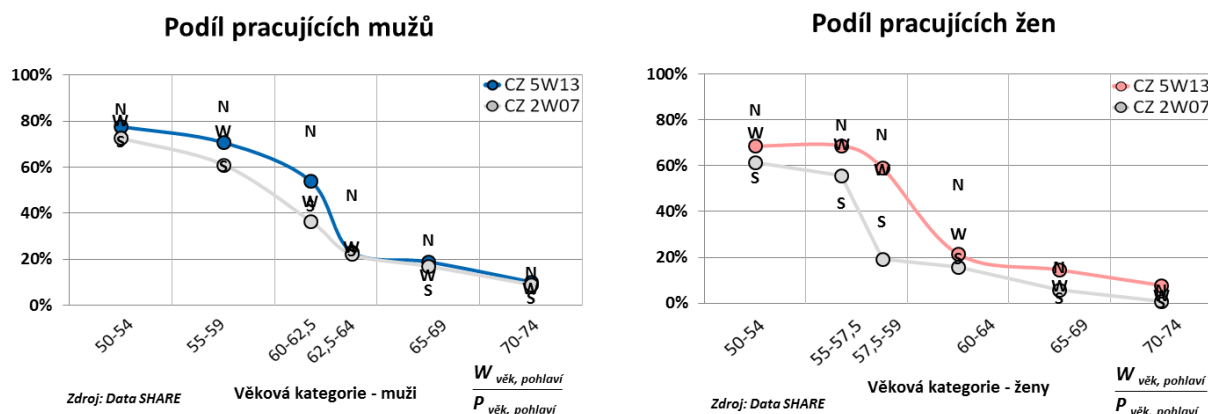 Podíl pracujících mužů
100%
80%
60%
40%
20%
0%
CZ 5W13
CZ 2W07
N
W
S
N
W
S
N
W
S
N
W
S
N
W
S
N
W
S
50-54
55-59
60-62,5
62,5-64
65-69
70-74
Zdroj: Data SHARE
Věková kategorie - muži
W věk, pohlaví
P věk, pohlaví
Podíl pracujících žen
100%
80%
60%
40%
20%
0%
CZ 5W13
CZ 2W07
N
W
S
N
W
S
N
W
S
N
W
S
N
W
S
N
W
S
50-54
55-57,5
57,5-59
60-64
65-69
70-74
Zdroj: Data SHARE
Věková kategorie - ženy
W věk, pohlaví
P věk, pohlaví